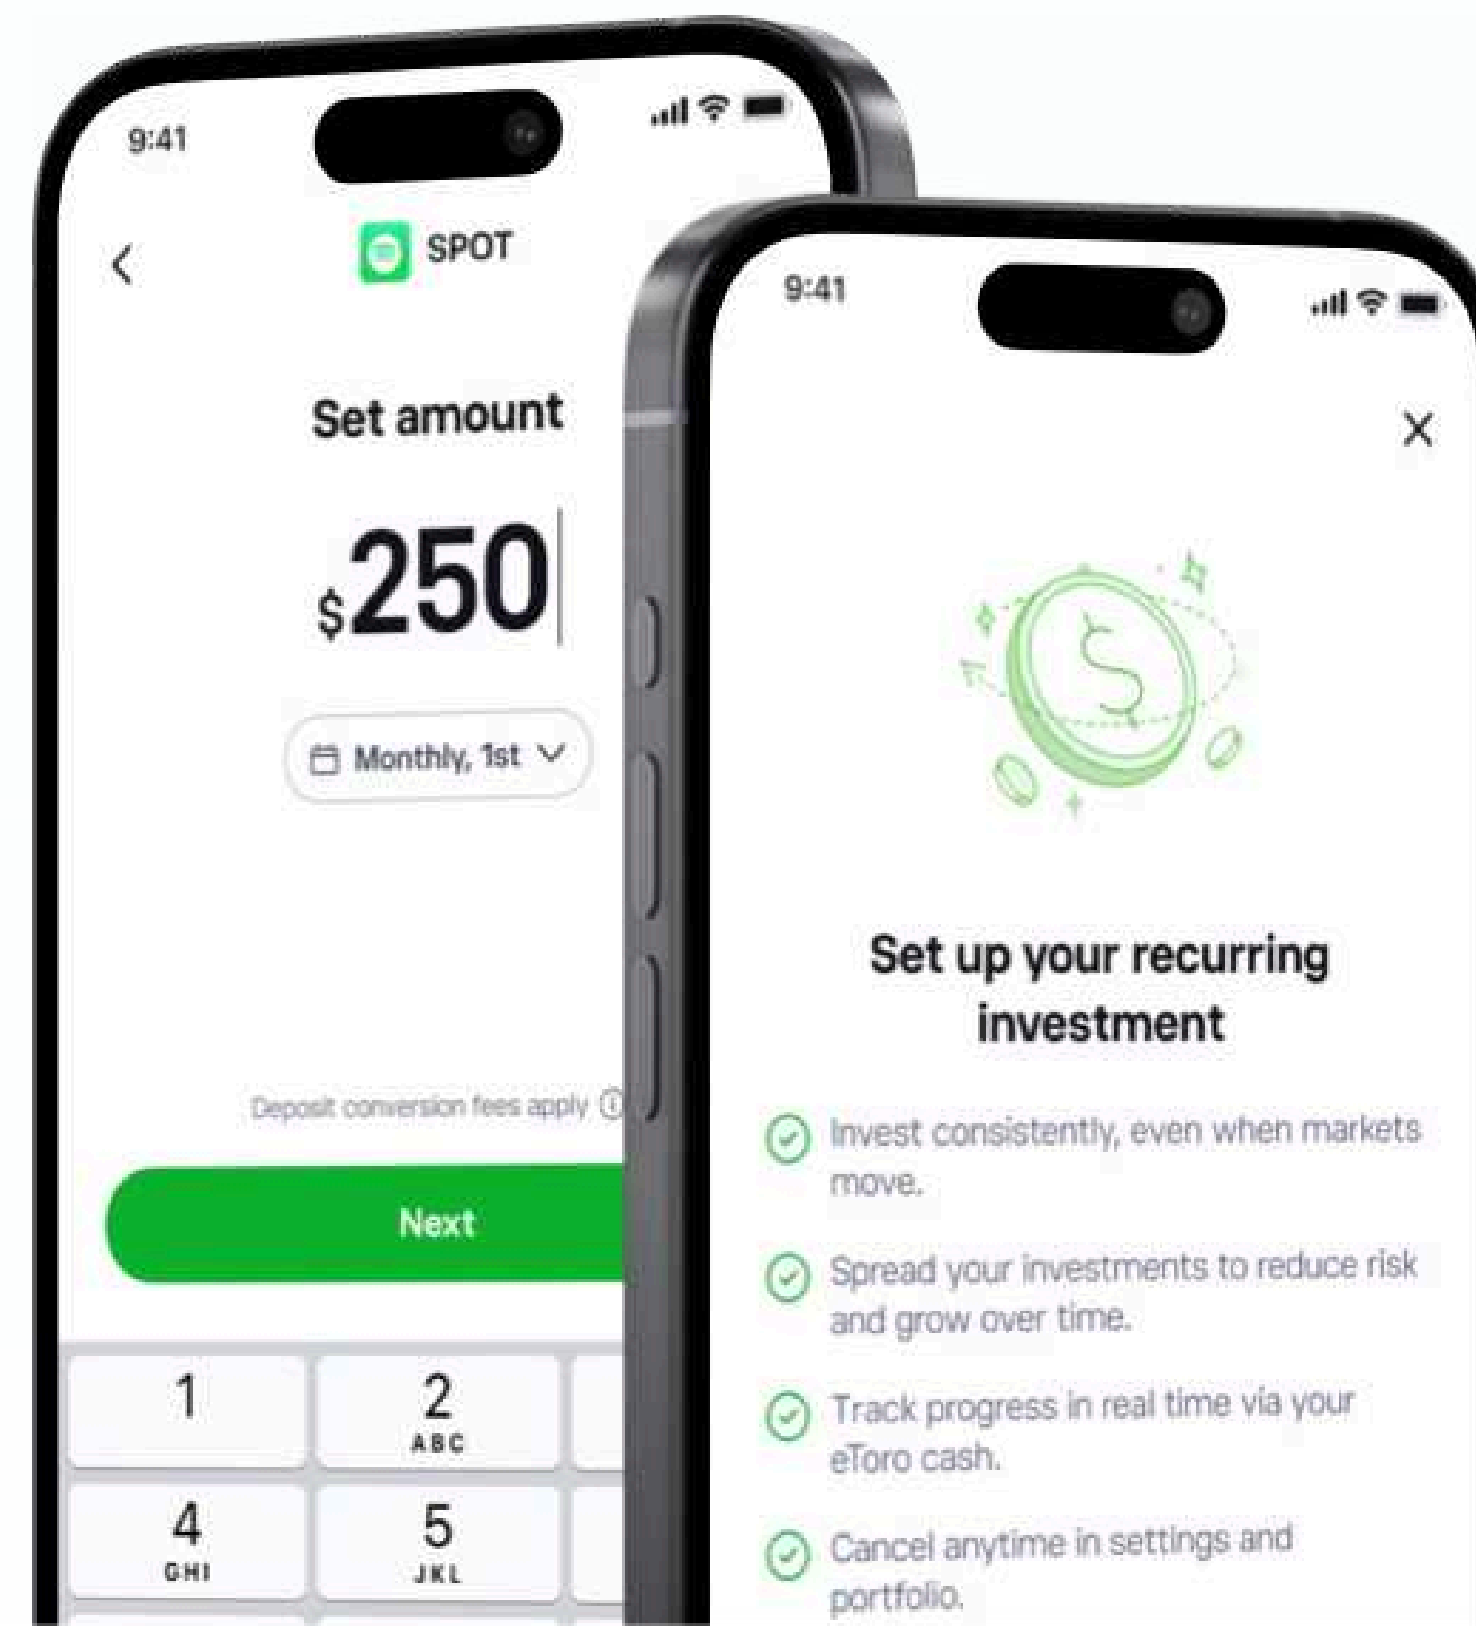 9:41
SPOT
Set amount
$250
Monthly, 1st
Deposit conversion fees apply
Next
1
2
ABC
4
GHI
5
JKL
9:41
Set up your recurring
investment
Invest consistently, even when markets
move.
Spread your investments to reduce risk
and grow over time.
Track progress in real time via your
eToro cash.
Cancel anytime in settings and
portfolio.